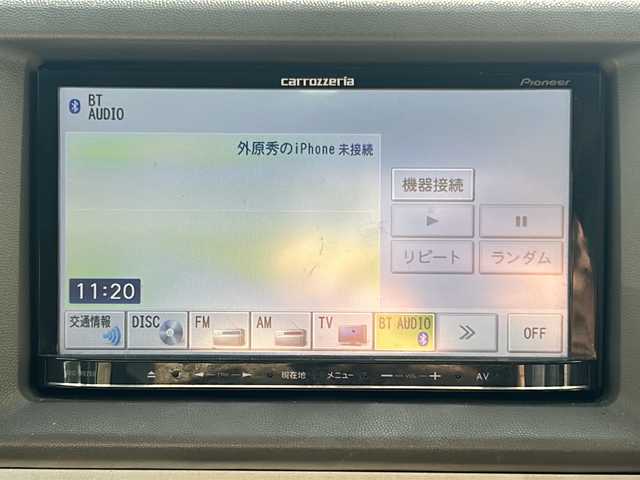 carrozzeria
Pioneer
BT
AUDIO
外原秀のiPhone 未接続
機器接続
リピート ランダム
11:20
交通情報 DISC FM AM TV BT AUDIO OFF
現在地 メニュー VOL AV